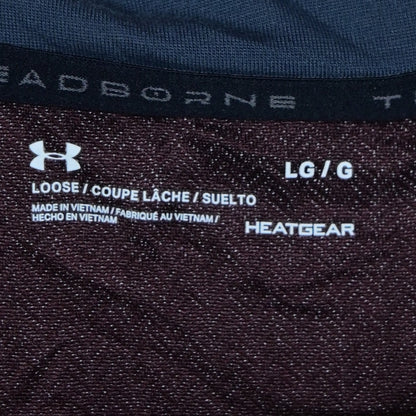 EADBORNE T
LG / G
LOOSE / COUPE LÂCHE / SUELTO
MADE IN VIETNAM / FABRIQUÉ AU VIETNAM /
HECHO EN VIETNAM
HEATGEAR